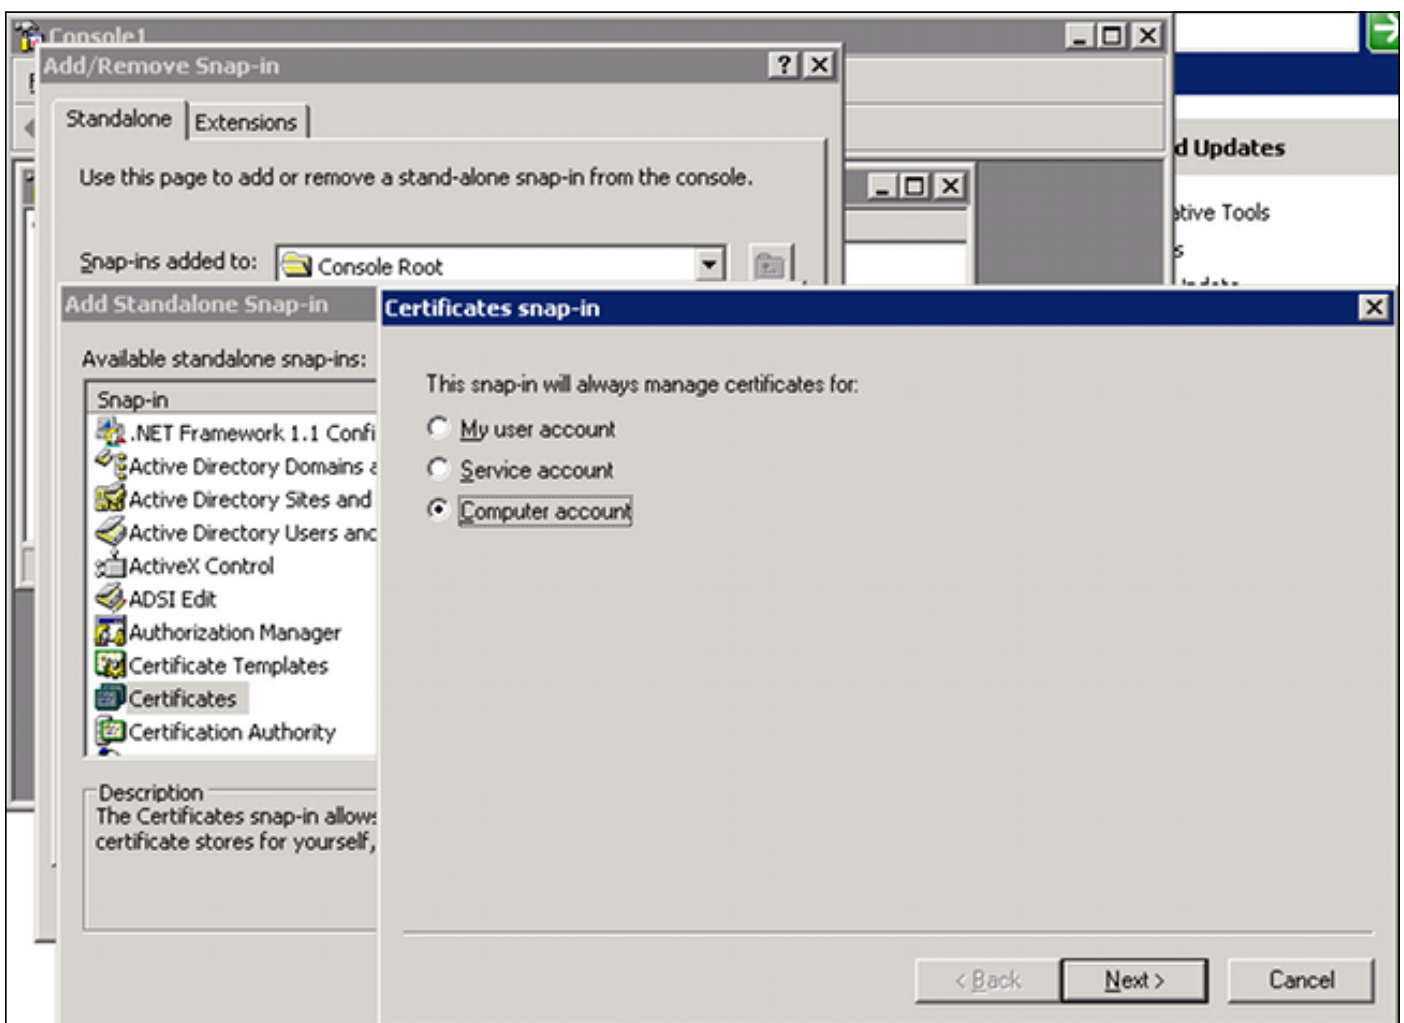 Console1
Add/Remove Snap-in
Standalone
Extensions
Use this page to add or remove a stand-alone snap-in from the console.
Snap-ins added to:
Console Root
d Updates
ative Tools
s
Add Standalone Snap-in
Available standalone snap-ins:
Snap-in
.NET Framework 1.1 Confi
Active Directory Domains a
Active Directory Sites and
Active Directory Users and
ActiveX Control
ADSI Edit
Authorization Manager
Certificate Templates
Certificates
Certification Authority
Description
The Certificates snap-in allows
certificate stores for yourself,
Certificates snap-in
This snap-in will always manage certificates for:
My user account
Service account
Computer account
< Back
Next >
Cancel